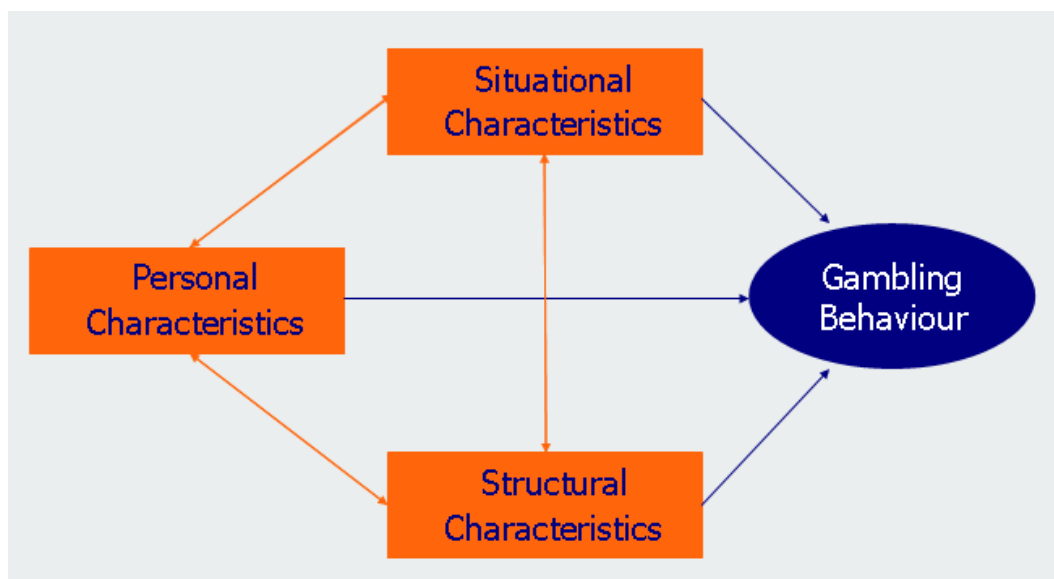 Situational
Characteristics
Personal
Characteristics
Gambling
Behaviour
Structural
Characteristics